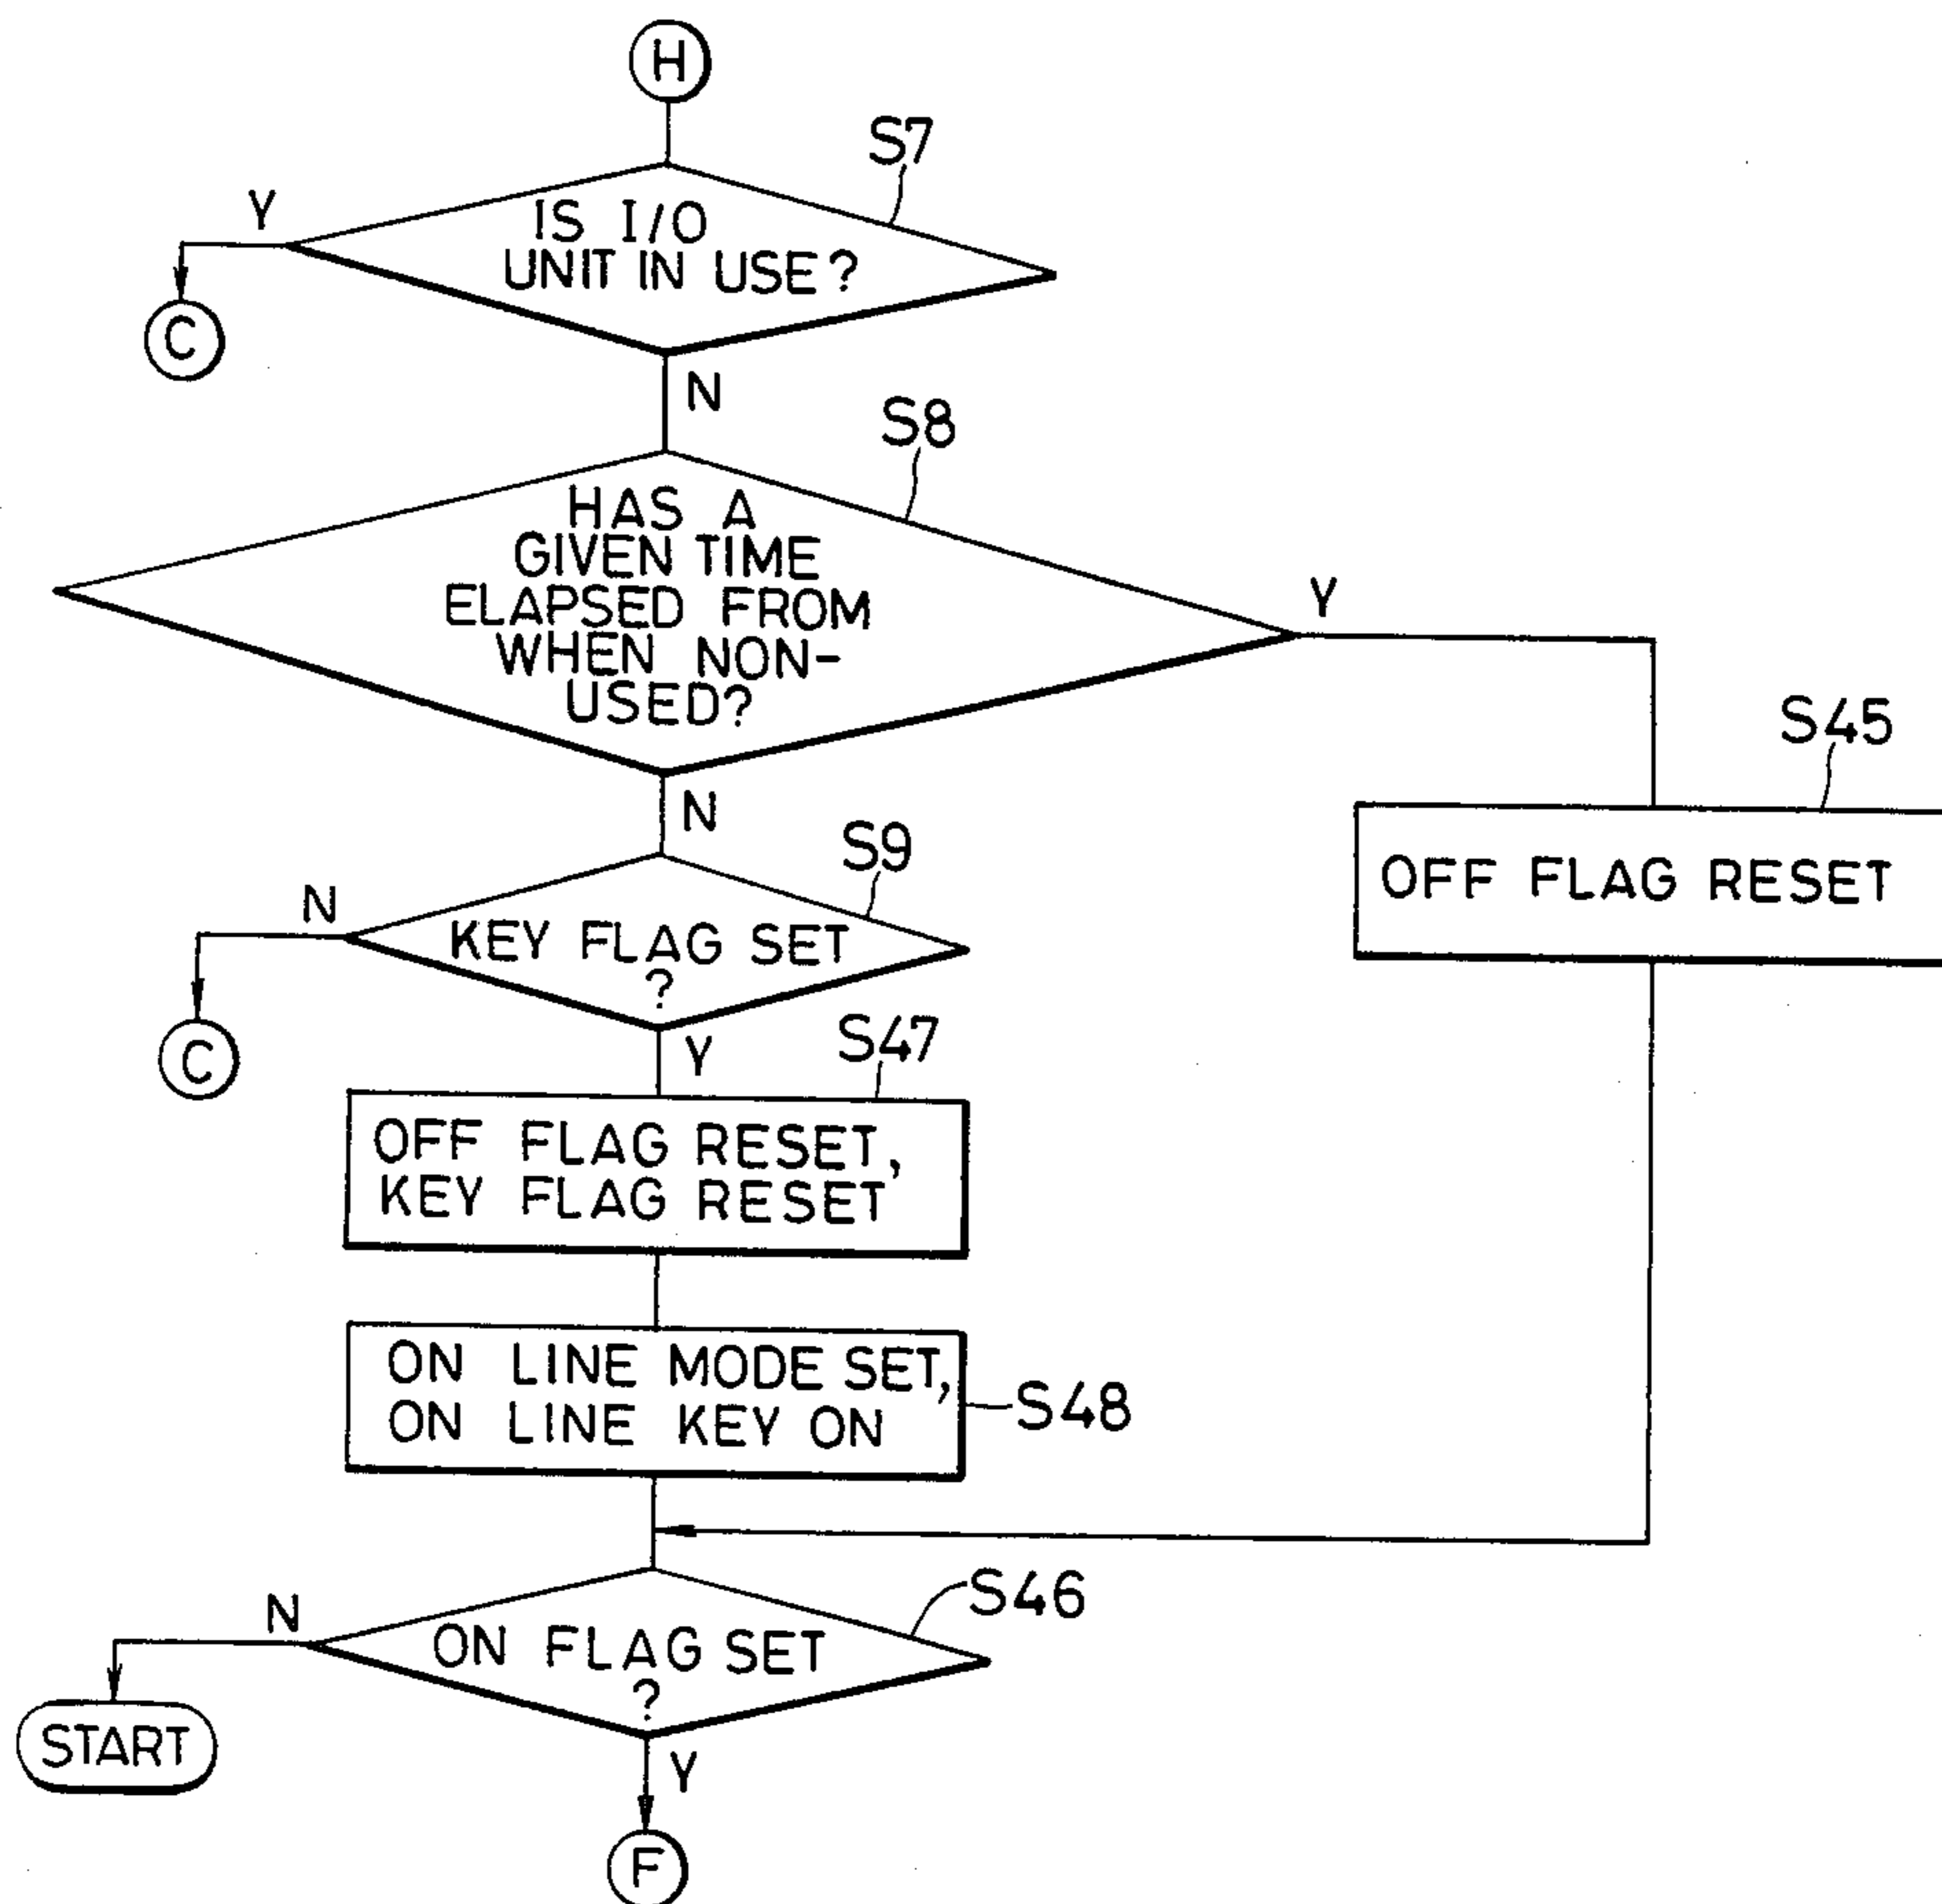 H
S7
Y
IS I/O
UNIT IN USE?
C
N
S8
HAS A
GIVEN TIME
ELAPSED FROM
WHEN NON-
USED?
Y
S45
OFF FLAG RESET
N
S9
N
KEY FLAG SET
?
C
Y
S47
OFF FLAG RESET,
KEY FLAG RESET
ON LINE MODE SET,
ON LINE KEY ON
S48
S46
N
ON FLAG SET
?
START
Y
F